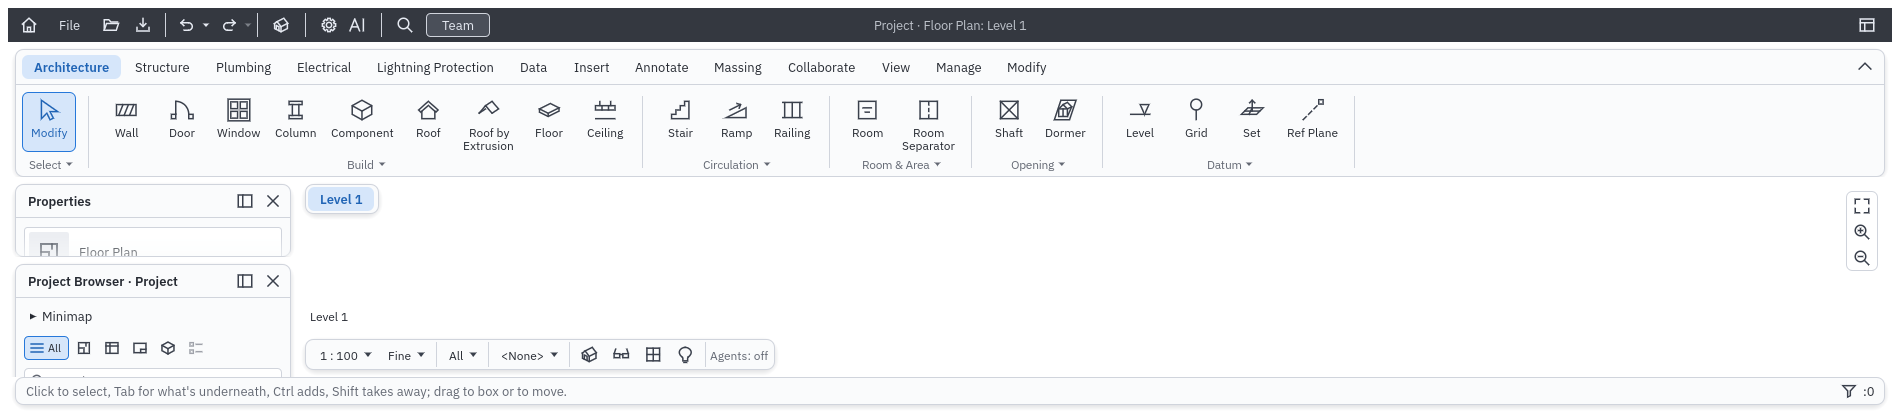 File AI Team Project · Floor Plan: Level 1
Architecture Structure Plumbing Electrical Lightning Protection Data Insert Annotate Massing Collaborate View Manage Modify
Modify Wall Door Window Column Component Roof Roof by Extrusion Floor Ceiling Stair Ramp Railing Room Room Separator Shaft Dormer Level Grid Set Ref Plane
Select Build Circulation Room & Area Opening Datum
Properties
Level 1
Floor Plan
Project Browser · Project
Minimap
Level 1
All
1 : 100 Fine All <None> Agents: off
Click to select, Tab for what's underneath, Ctrl adds, Shift takes away; drag to box or to move. :0